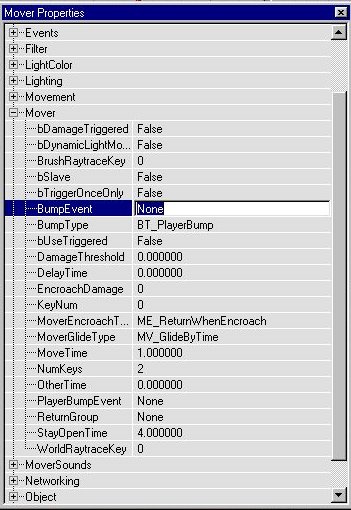 Mover Properties
Events
Filter
LightColor
Lighting
Movement
Mover
bDamageTriggered False
bDynamicLightMo... False
BrushRaytraceKey 0
bSlave False
bTriggerOnceOnly False
BumpEvent None
BumpType BT_PlayerBump
bUseTriggered False
DamageThreshold 0.000000
DelayTime 0.000000
EncroachDamage 0
KeyNum 0
MoverEncroachT... ME_ReturnWhenEncroach
MoverGlideType MV_GlideByTime
MoveTime 1.000000
NumKeys 2
OtherTime 0.000000
PlayerBumpEvent None
ReturnGroup None
StayOpenTime 4.000000
WorldRaytraceKey 0
MoverSounds
Networking
Object